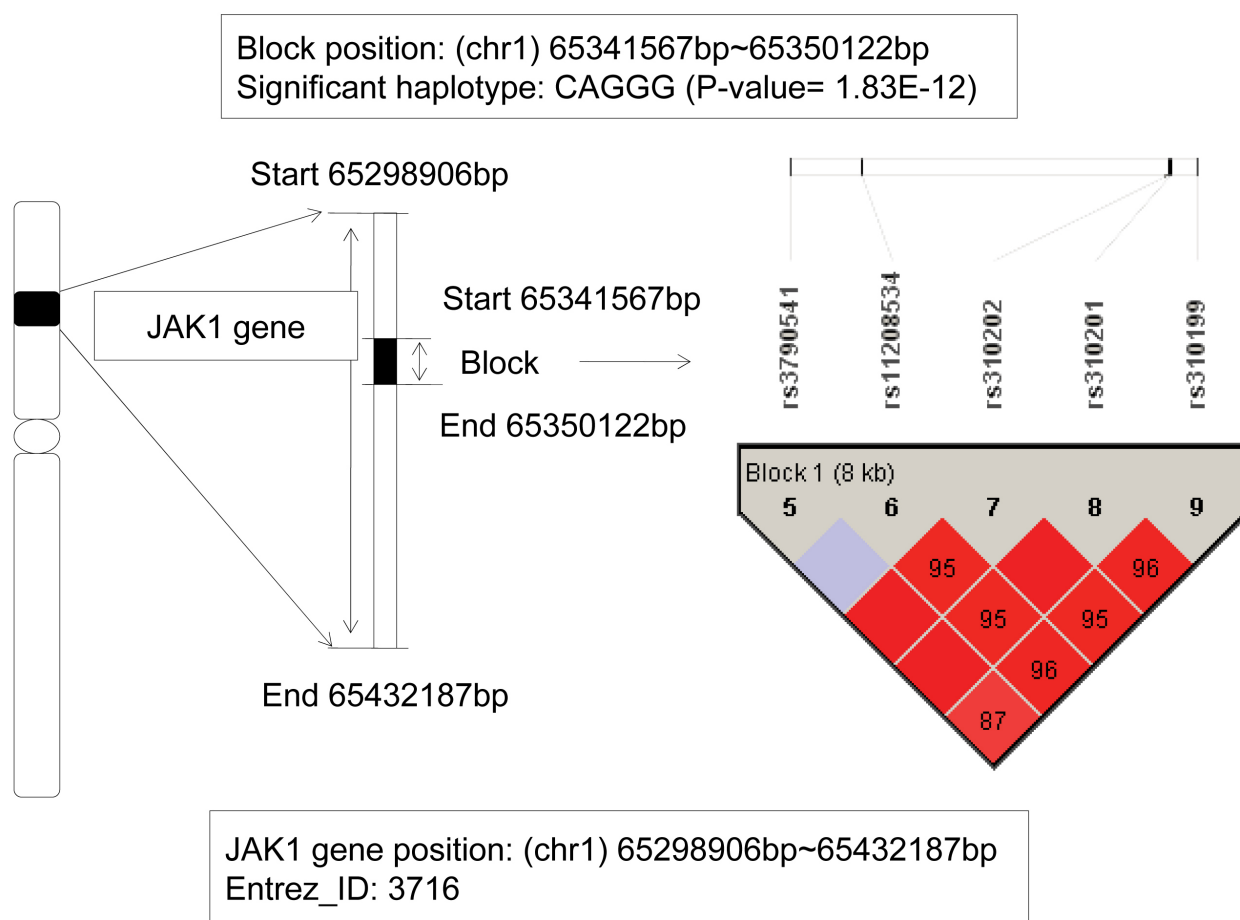 Block position: (chr1) 65341567bp~65350122bp
Significant haplotype: CAGGG (P-value= 1.83E-12)
Start 65298906bp
JAK1 gene
Start 65341567bp
Block
End 65350122bp
End 65432187bp
rs3790541
rs11208534
rs310202
rs310201
rs310199
Block 1 (8 kb)
5 6 7 8 9
95 96
95 95
96
87
JAK1 gene position: (chr1) 65298906bp~65432187bp
Entrez_ID: 3716